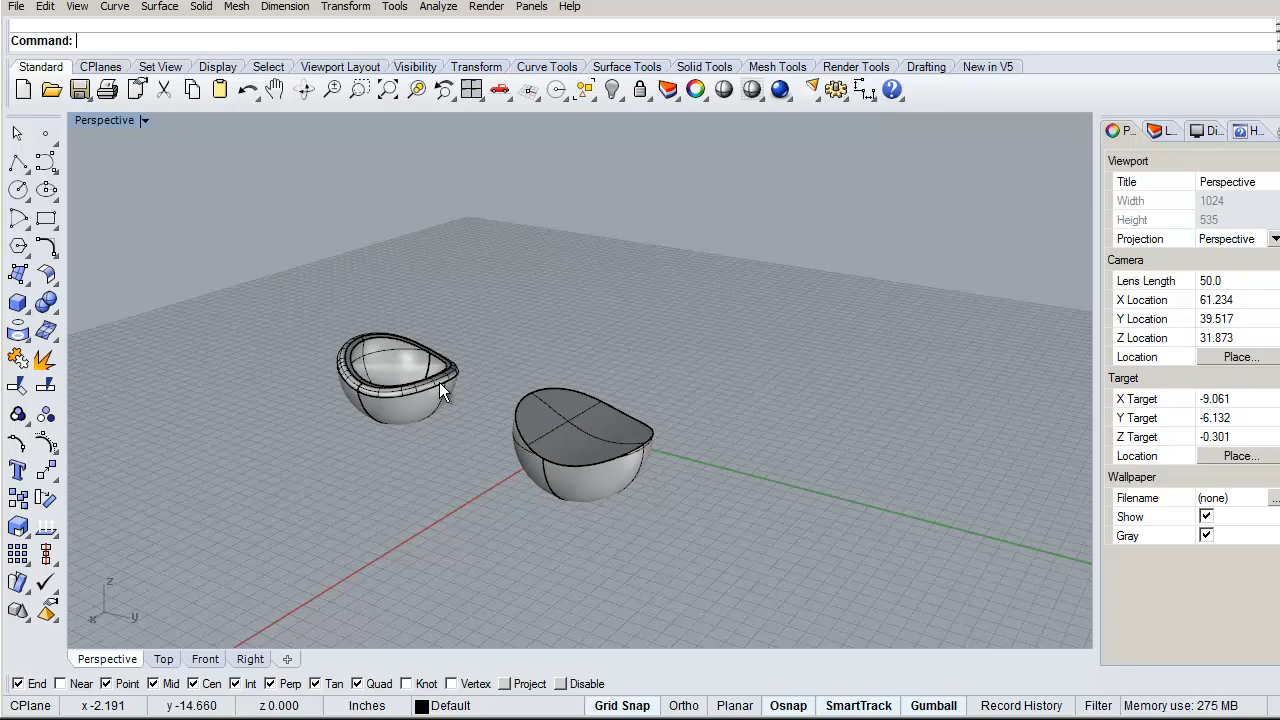 File Edit View Curve Surface Solid Mesh Dimension Transform Tools Analyze Render Panels Help
Command:
Standard CPlanes Set View Display Select Viewport Layout Visibility Transform Curve Tools Surface Tools Solid Tools Mesh Tools Render Tools Drafting New in V5
Perspective
P... L... Di... H...
Viewport
Title Perspective
Width 1024
Height 535
Projection Perspective
Camera
Lens Length 50.0
X Location 61.234
Y Location 39.517
Z Location 31.873
Location Place...
Target
X Target -9.061
Y Target -6.132
Z Target -0.301
Location Place...
Wallpaper
Filename (none) ...
Show
Gray
z
x y
Perspective Top Front Right
End Near Point Mid Cen Int Perp Tan Quad Knot Vertex Project Disable
CPlane x -2.191 y -14.660 z 0.000 Inches Default Grid Snap Ortho Planar Osnap SmartTrack Gumball Record History Filter Memory use: 275 MB